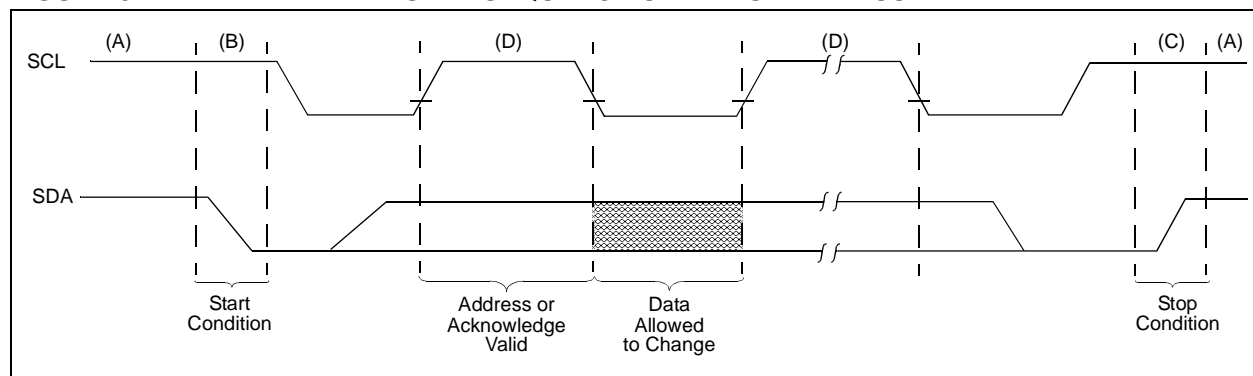 (A) (B) (D) (D) (C) (A)
SCL
SDA
Start
Condition
Address or
Acknowledge
Valid
Data
Allowed
to Change
Stop
Condition